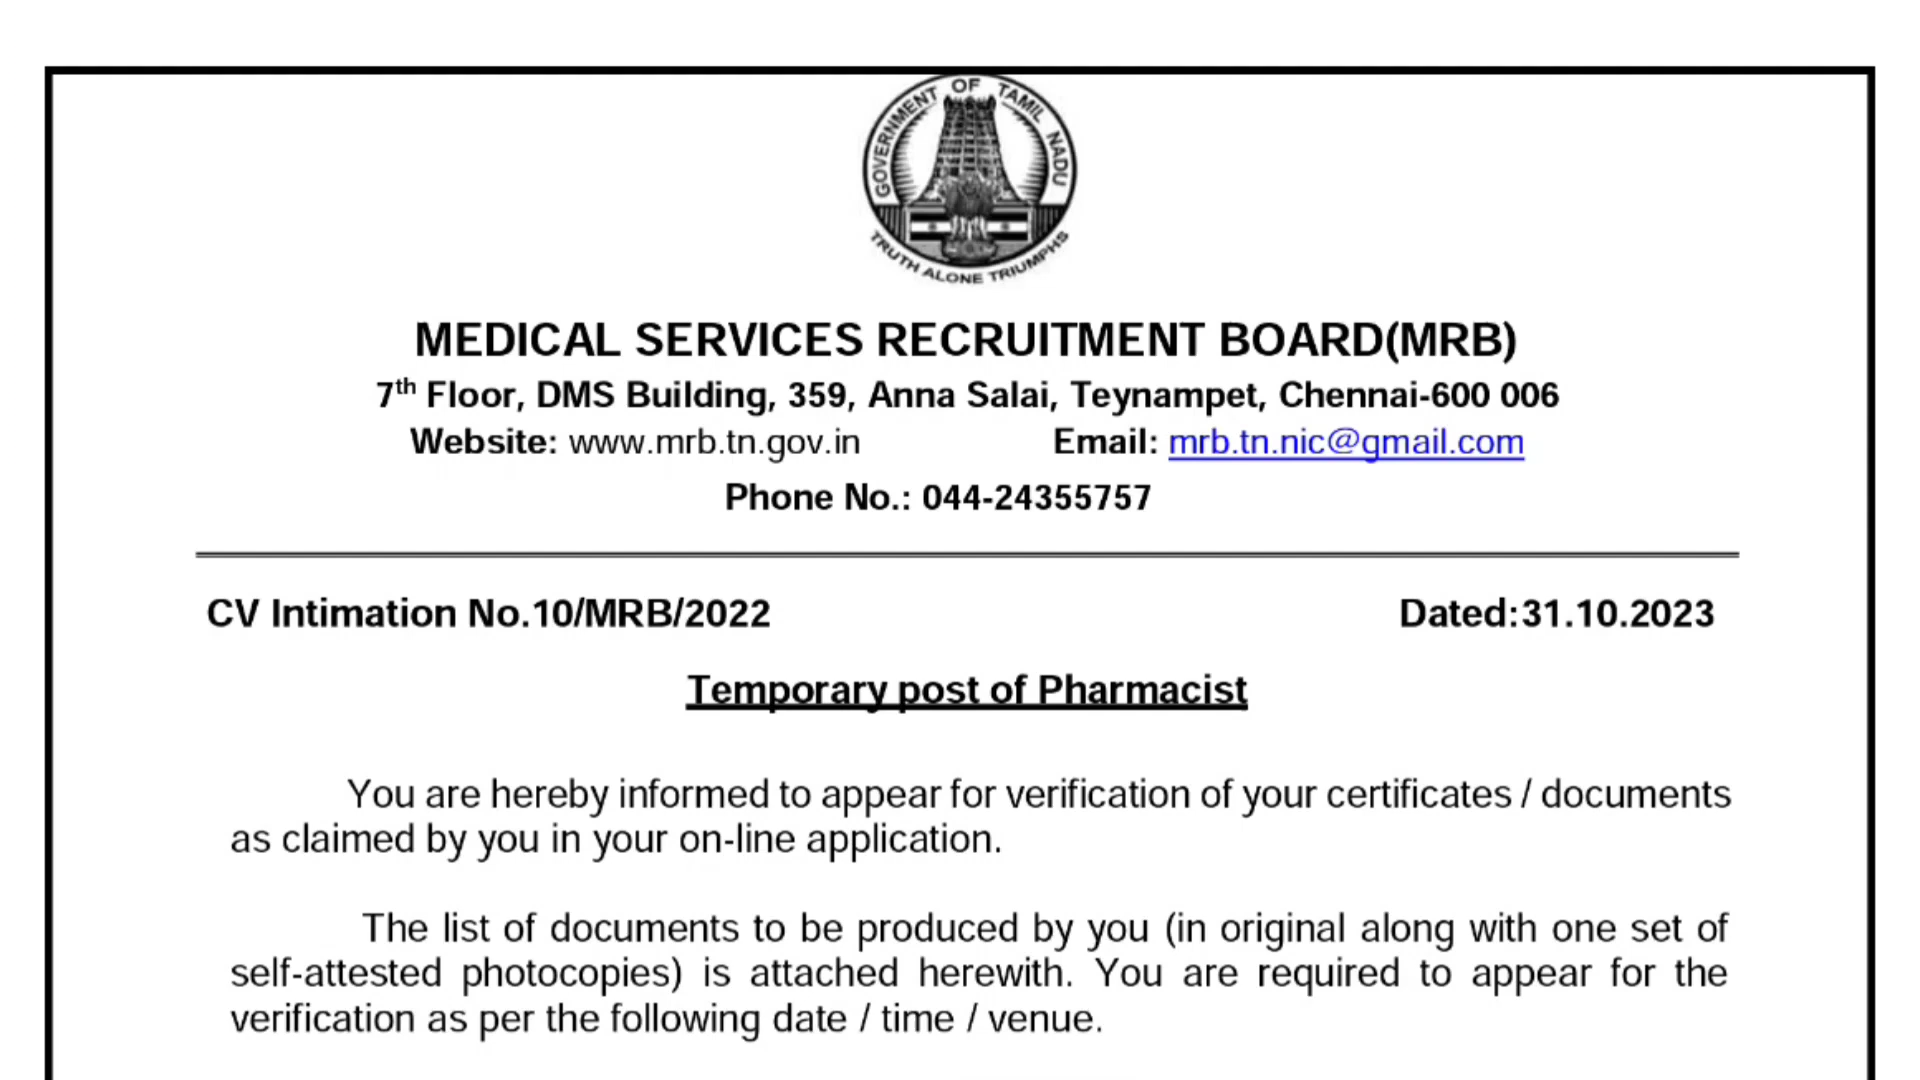 GOVERNMENT OF TAMIL NADU
TRUTH ALONE TRIUMPHS
MEDICAL SERVICES RECRUITMENT BOARD(MRB)
7th Floor, DMS Building, 359, Anna Salai, Teynampet, Chennai-600 006
Website: www.mrb.tn.gov.in Email: mrb.tn.nic@gmail.com
Phone No.: 044-24355757
CV Intimation No.10/MRB/2022 Dated:31.10.2023
Temporary post of Pharmacist
You are hereby informed to appear for verification of your certificates / documents
as claimed by you in your on-line application.
The list of documents to be produced by you (in original along with one set of
self-attested photocopies) is attached herewith. You are required to appear for the
verification as per the following date / time / venue.